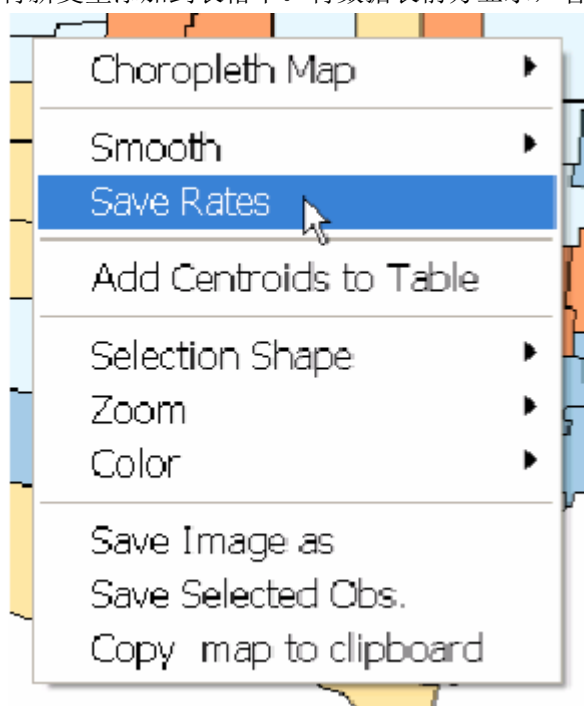 Choropleth Map
Smooth
Save Rates
Add Centroids to Table
Selection Shape
Zoom
Color
Save Image as
Save Selected Obs.
Copy map to clipboard